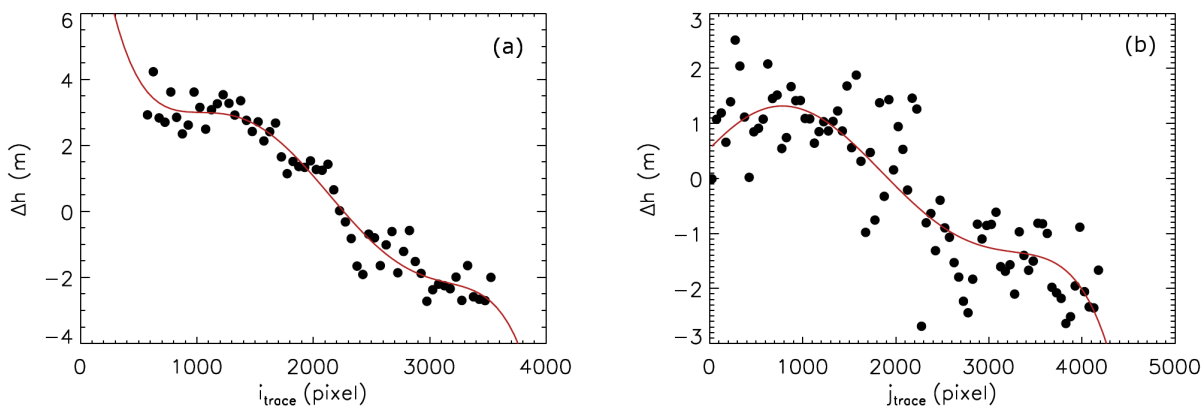 6
4
2
0
−2
−4
Δh (m)
(a)
0 1000 2000 3000 4000
i_trace (pixel)
3
2
1
0
−1
−2
−3
Δh (m)
(b)
0 1000 2000 3000 4000 5000
j_trace (pixel)